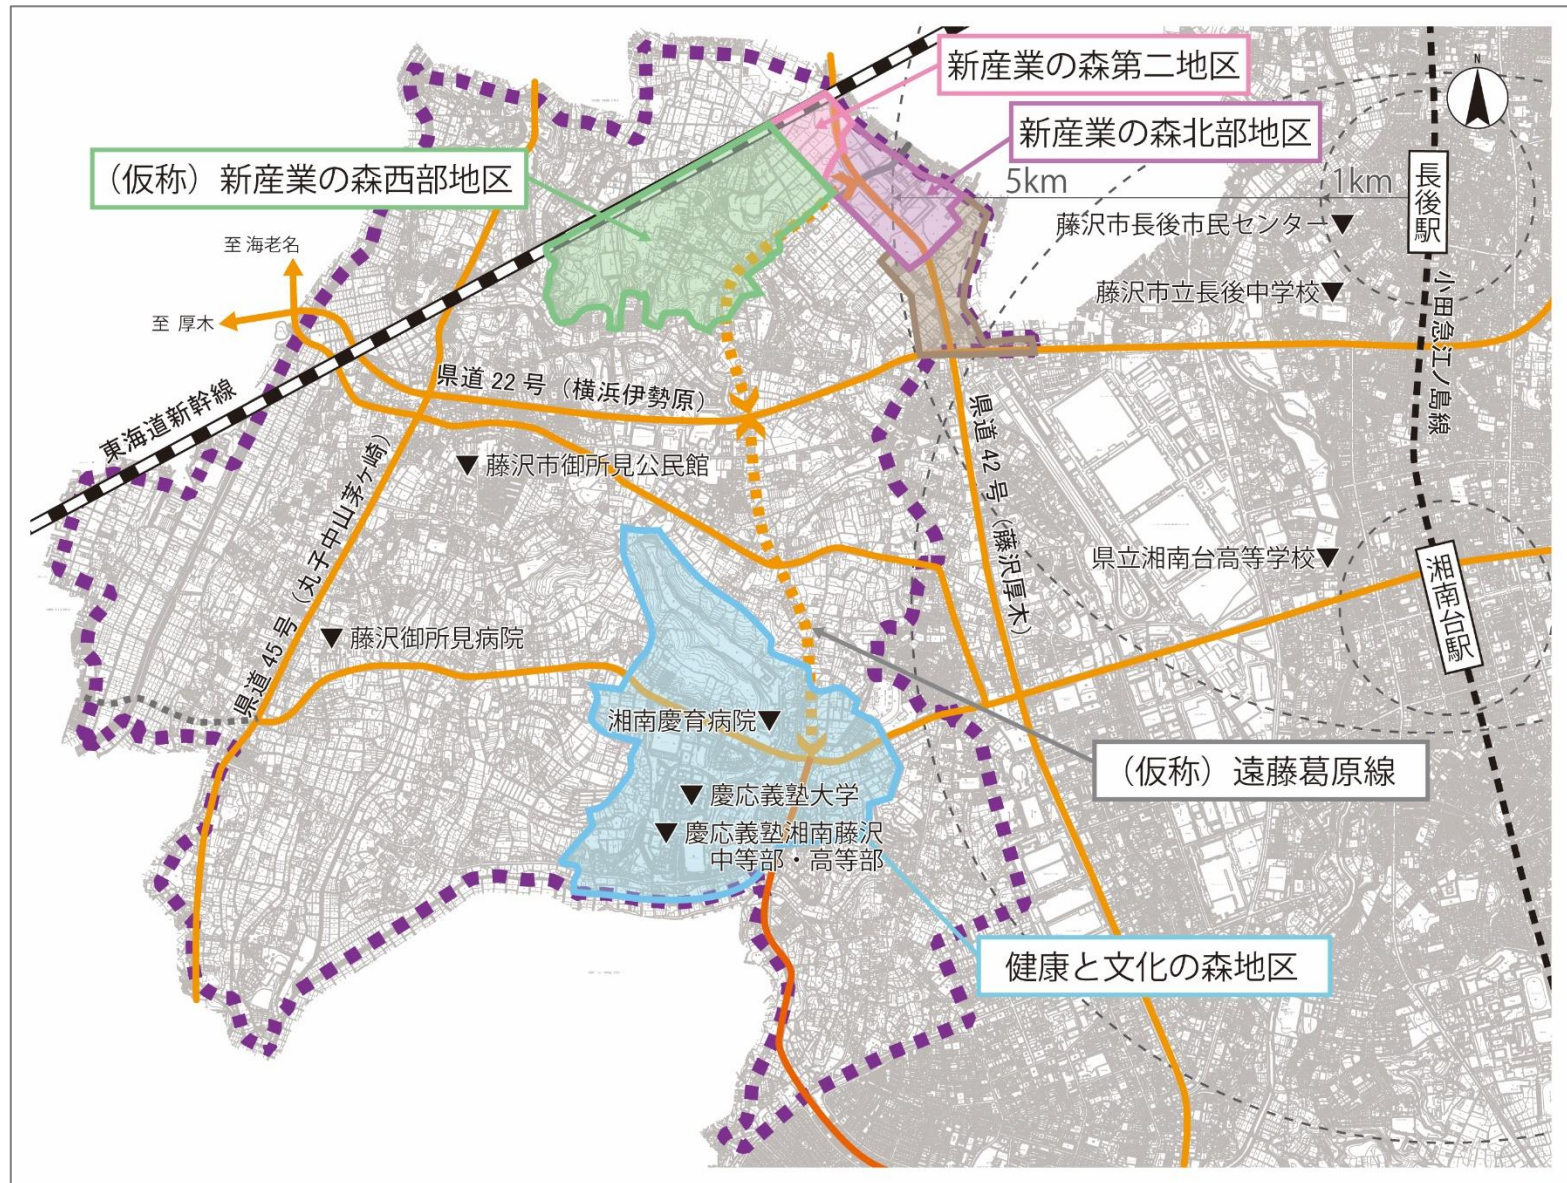 新産業の森第二地区
N
新産業の森北部地区
(仮称)新産業の森西部地区
5km
1km
長後駅
藤沢市長後市民センター▼
至 海老名
藤沢市立長後中学校▼
至 厚木
小田急江ノ島線
県道 22 号(横浜伊勢原)
東海道新幹線
県道 42 号(藤沢厚木)
▼藤沢市御所見公民館
県道 45 号(丸子中山茅ケ崎)
県立湘南台高等学校▼
湘南台駅
▼藤沢御所見病院
湘南慶育病院▼
(仮称)遠藤葛原線
▼慶応義塾大学
▼慶応義塾湘南藤沢
中等部・高等部
健康と文化の森地区